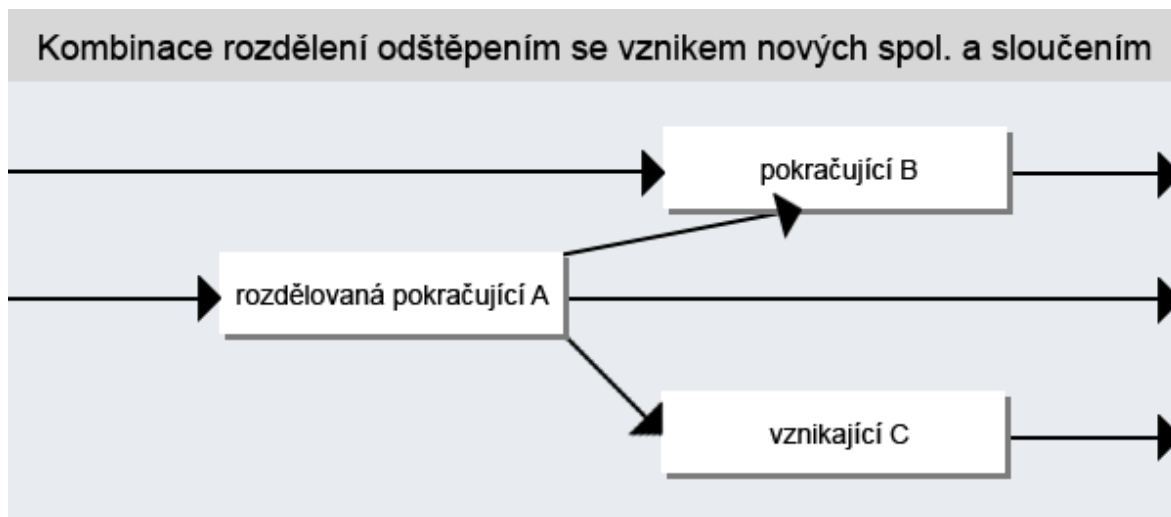 Kombinace rozdělení odštěpením se vznikem nových spol. a sloučením
pokračující B
rozdělovaná pokračující A
vznikající C